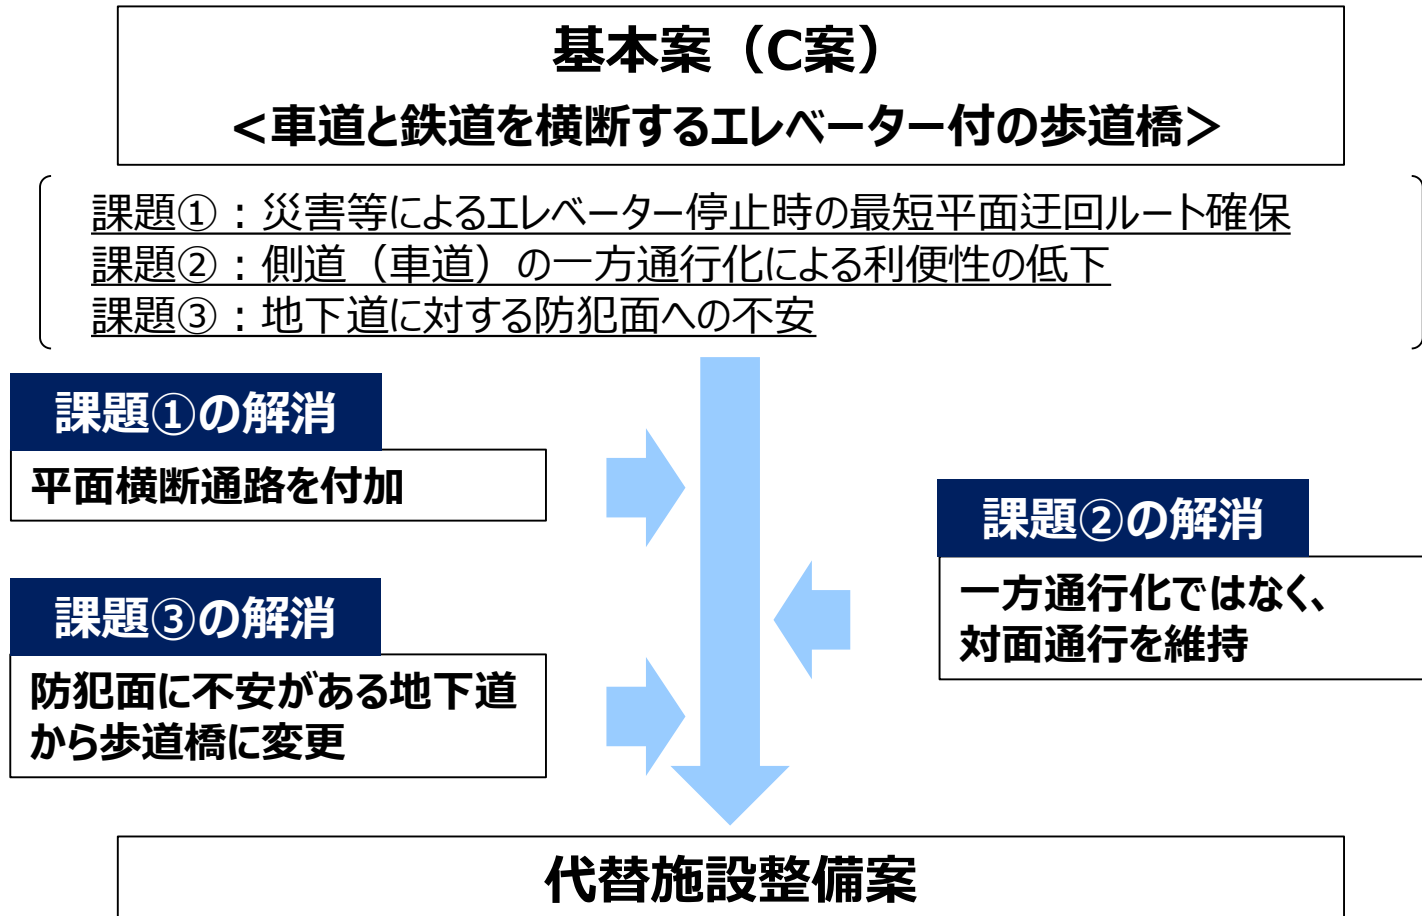 基本案（C案）
<車道と鉄道を横断するエレベーター付の歩道橋>
課題①：災害等によるエレベーター停止時の最短平面迂回ルート確保
課題②：側道（車道）の一方通行化による利便性の低下
課題③：地下道に対する防犯面への不安
課題①の解消
平面横断通路を付加
課題②の解消
一方通行化ではなく、
対面通行を維持
課題③の解消
防犯面に不安がある地下道
から歩道橋に変更
代替施設整備案